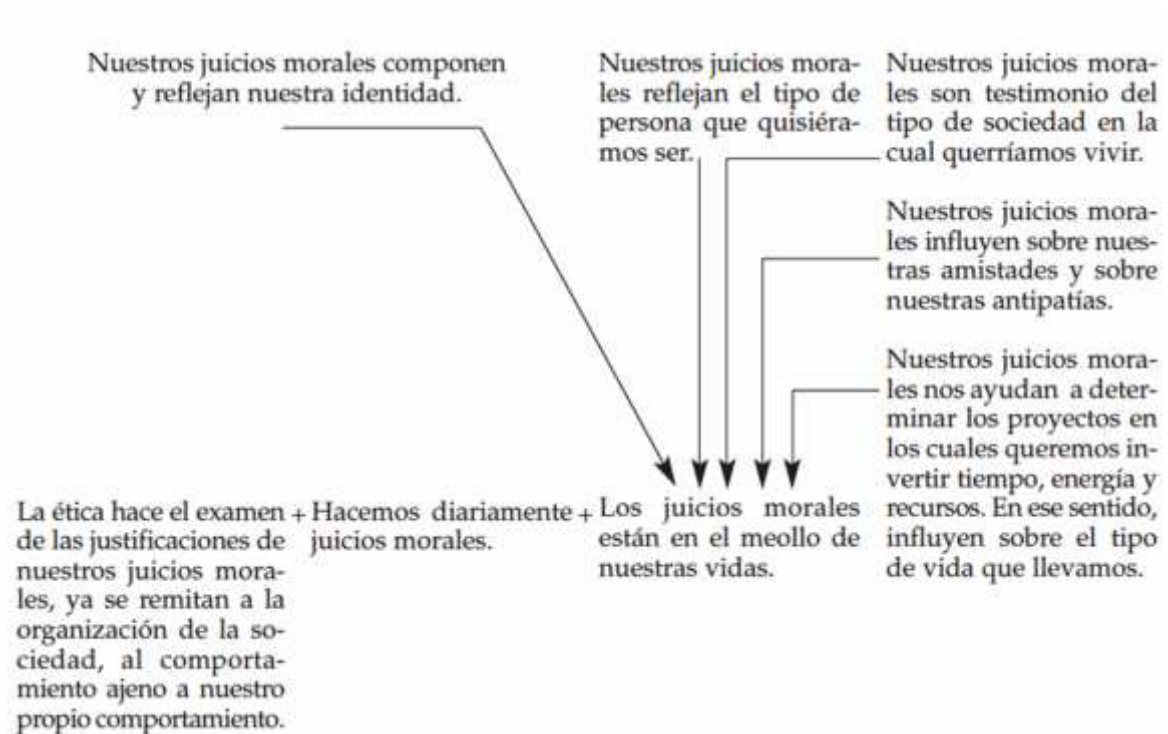 Nuestros juicios morales componen
y reflejan nuestra identidad.
Nuestros juicios mora-
les reflejan el tipo de
persona que quisiéra-
mos ser.
Nuestros juicios mora-
les son testimonio del
tipo de sociedad en la
cual querríamos vivir.
Nuestros juicios mora-
les influyen sobre nues-
tras amistades y sobre
nuestras antipatías.
Nuestros juicios mora-
les nos ayudan a deter-
minar los proyectos en
los cuales queremos in-
vertir tiempo, energía y
recursos. En ese sentido,
influyen sobre el tipo
de vida que llevamos.
La ética hace el examen
de las justificaciones de
nuestros juicios mora-
les, ya se remitan a la
organización de la so-
ciedad, al comporta-
miento ajeno a nuestro
propio comportamiento.
+ Hacemos diariamente
juicios morales.
+ Los juicios morales
están en el meollo de
nuestras vidas.